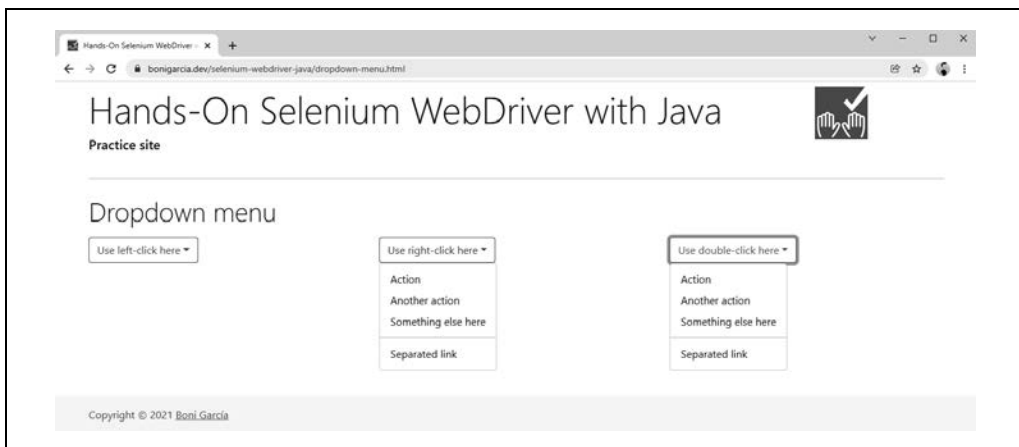 Hands-On Selenium WebDriver -
bonigarcia.dev/selenium-webdriver-java/dropdown-menu.html
Hands-On Selenium WebDriver with Java
Practice site
Dropdown menu
Use left-click here
Use right-click here
Action
Another action
Something else here
Separated link
Use double-click here
Action
Another action
Something else here
Separated link
Copyright © 2021 Boni García